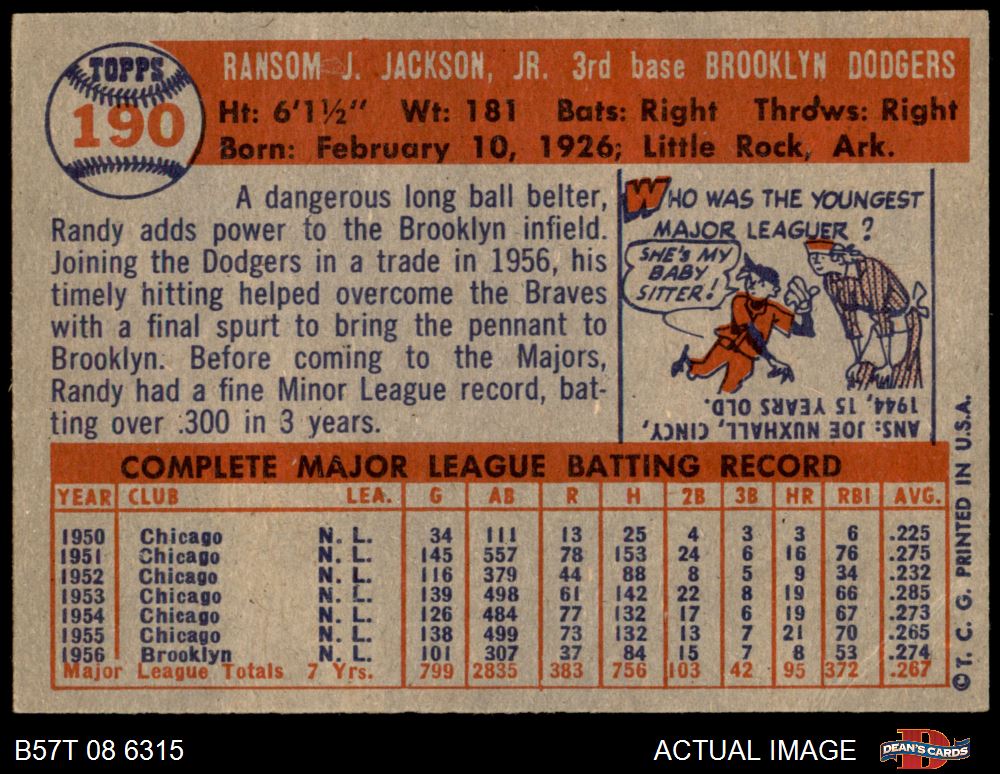 TOPPS
190
RANSOM J. JACKSON, JR. 3rd base BROOKLYN DODGERS
Ht: 6'1½" Wt: 181 Bats: Right Throws: Right
Born: February 10, 1926; Little Rock, Ark.
A dangerous long ball belter,
Randy adds power to the Brooklyn infield.
Joining the Dodgers in a trade in 1956, his
timely hitting helped overcome the Braves
with a final spurt to bring the pennant to
Brooklyn. Before coming to the Majors,
Randy had a fine Minor League record, bat-
ting over .300 in 3 years.
WHO WAS THE YOUNGEST
MAJOR LEAGUER ?
SHE'S MY
BABY
SITTER!
ANS: JOE NUXHALL, CINCY,
1944, 15 YEARS OLD.
COMPLETE MAJOR LEAGUE BATTING RECORD
YEAR CLUB LEA. G AB R H 2B 3B HR RBI AVG.
1950 Chicago N. L. 34 111 13 25 4 3 3 6 .225
1951 Chicago N. L. 145 557 78 153 24 6 16 76 .275
1952 Chicago N. L. 116 379 44 88 8 5 9 34 .232
1953 Chicago N. L. 139 498 61 142 22 8 19 66 .285
1954 Chicago N. L. 126 484 77 132 17 6 19 67 .273
1955 Chicago N. L. 138 499 73 132 13 7 21 70 .265
1956 Brooklyn N. L. 101 307 37 84 15 7 8 53 .274
Major League Totals 7 Yrs. 799 2835 383 756 103 42 95 372 .267
©T. C. G. PRINTED IN U.S.A.
B57T 08 6315
ACTUAL IMAGE
DEAN'S CARDS